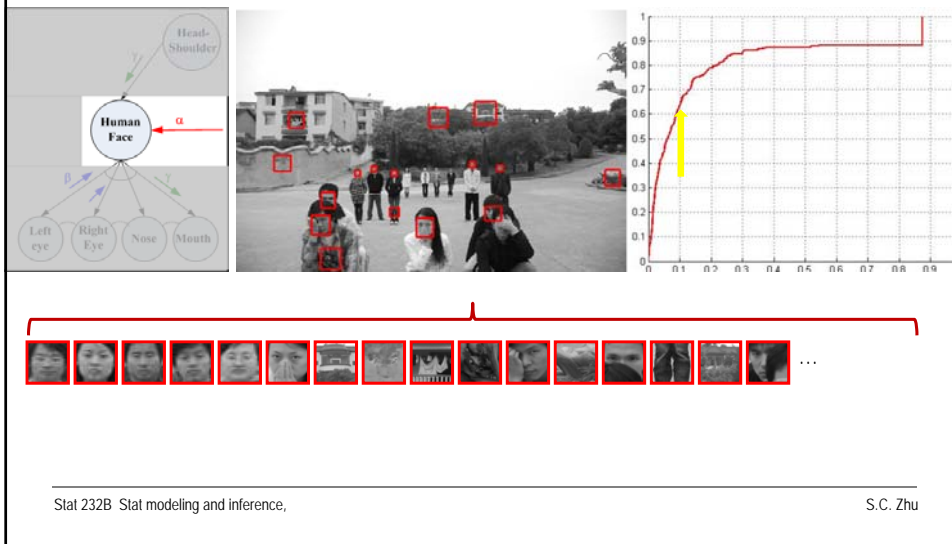 Head-
Shoulder
γ
Human
Face
α
β
γ
Left
eye
Right
Eye
Nose
Mouth
1
0.9
0.8
0.7
0.6
0.5
0.4
0.3
0.2
0.1
0
0 0.1 0.2 0.3 0.4 0.5 0.6 0.7 0.8 0.9
...
Stat 232B Stat modeling and inference, S.C. Zhu